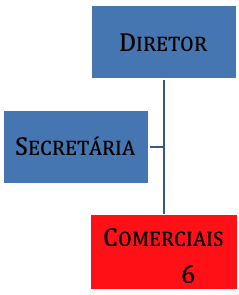 DIRETOR
SECRETÁRIA
COMERCIAIS
6